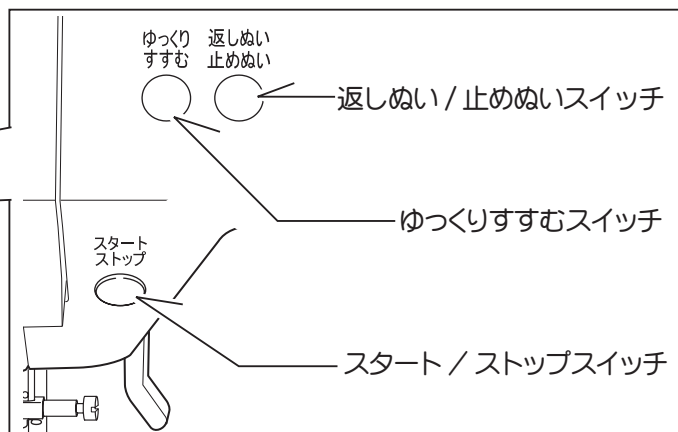 ゆっくり
すすむ
返しぬい
止めぬい
返しぬい / 止めぬいスイッチ
ゆっくりすすむスイッチ
スタート
ストップ
スタート / ストップスイッチ